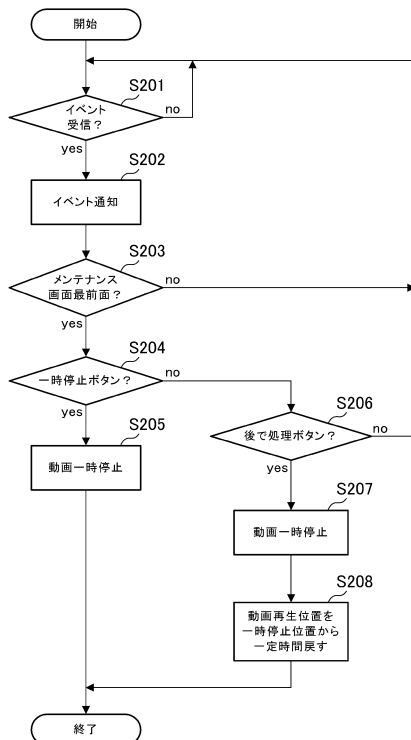 開始
S201
イベント
受信？
no
yes
S202
イベント通知
S203
メンテナンス
画面最前面？
no
yes
S204
一時停止ボタン？
no
yes
S205
動画一時停止
S206
後で処理ボタン？
no
yes
S207
動画一時停止
S208
動画再生位置を
一時停止位置から
一定時間戻す
終了